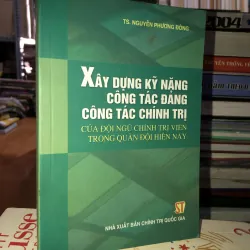 TS. NGUYỄN PHƯƠNG ĐÔNG
XÂY DỰNG KỸ NĂNG
CÔNG TÁC ĐẢNG
CÔNG TÁC CHÍNH TRỊ
CỦA ĐỘI NGŨ CHÍNH TRỊ VIÊN
TRONG QUÂN ĐỘI HIỆN NAY
NHÀ XUẤT BẢN CHÍNH TRỊ QUỐC GIA
2004